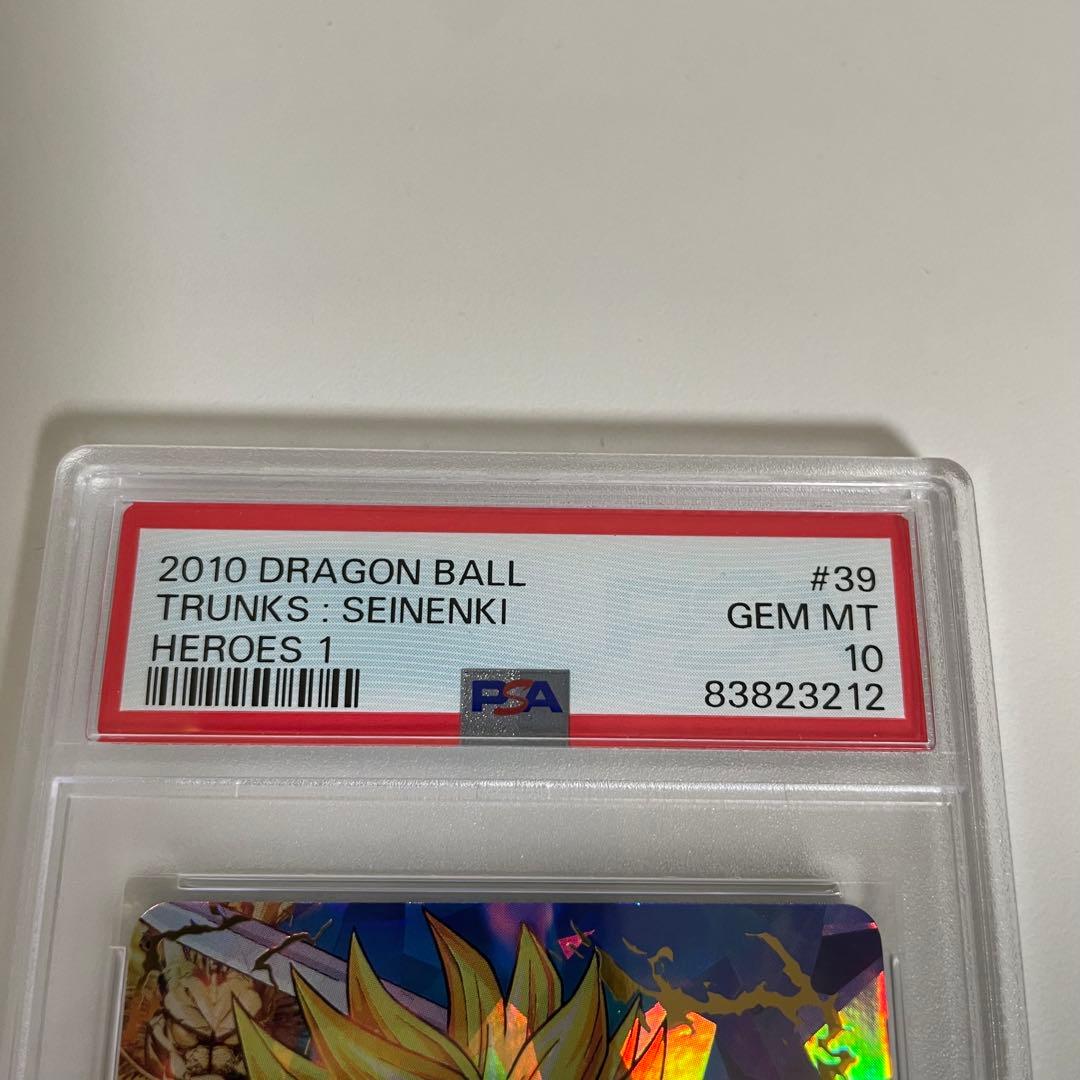 2010 DRAGON BALL #39
TRUNKS : SEINENKI GEM MT
HEROES 1 10
83823212
PSA